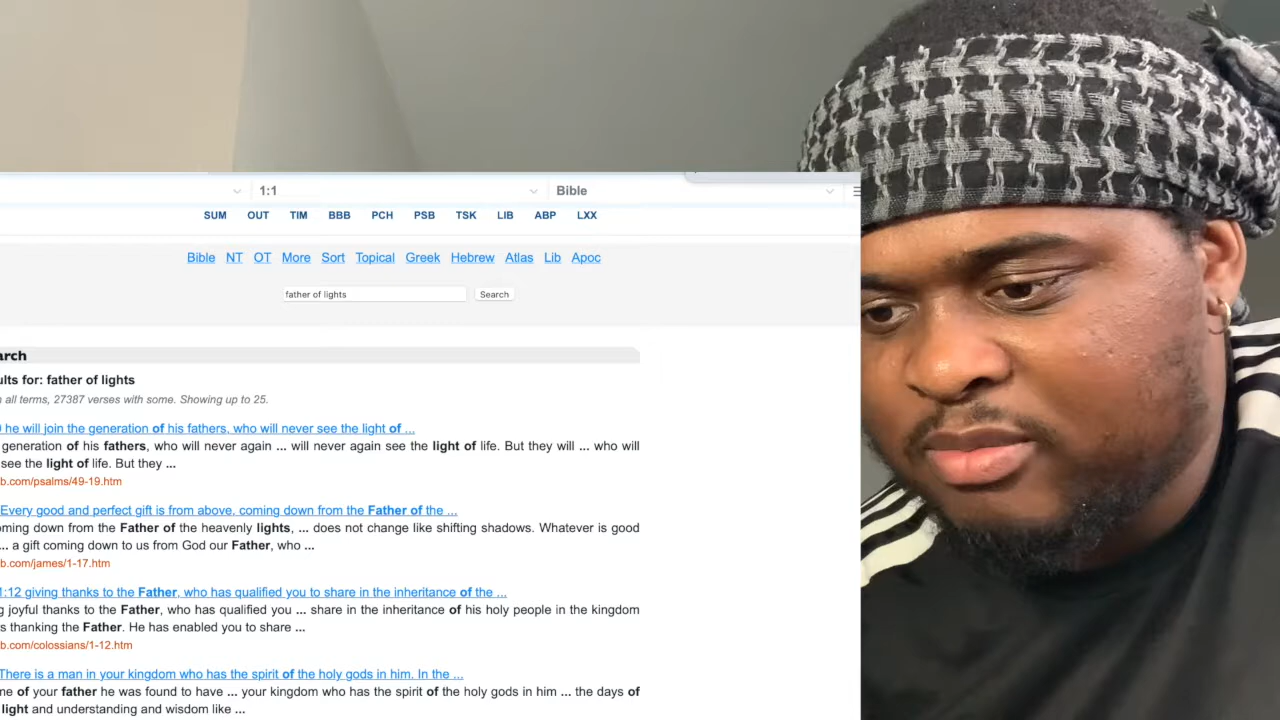 1:1 Bible
SUM OUT TIM BBB PCH PSB TSK LIB ABP LXX
Bible NT OT More Sort Topical Greek Hebrew Atlas Lib Apoc
father of lights Search
for: father of lights
all terms, 27387 verses with some. Showing up to 25.
he will join the generation of his fathers, who will never see the light of ...
generation of his fathers, who will never again ... will never again see the light of life. But they will ... who will
see the light of life. But they ...
b.com/psalms/49-19.htm
Every good and perfect gift is from above, coming down from the Father of the ...
down from the Father of the heavenly lights, ... does not change like shifting shadows. Whatever is good
... a gift coming down to us from God our Father, who ...
b.com/james/1-17.htm
:12 giving thanks to the Father, who has qualified you to share in the inheritance of the ...
joyful thanks to the Father, who has qualified you ... share in the inheritance of his holy people in the kingdom
thanking the Father. He has enabled you to share ...
b.com/colossians/1-12.htm
There is a man in your kingdom who has the spirit of the holy gods in him. In the ...
of your father he was found to have ... your kingdom who has the spirit of the holy gods in him ... the days of
light and understanding and wisdom like ...